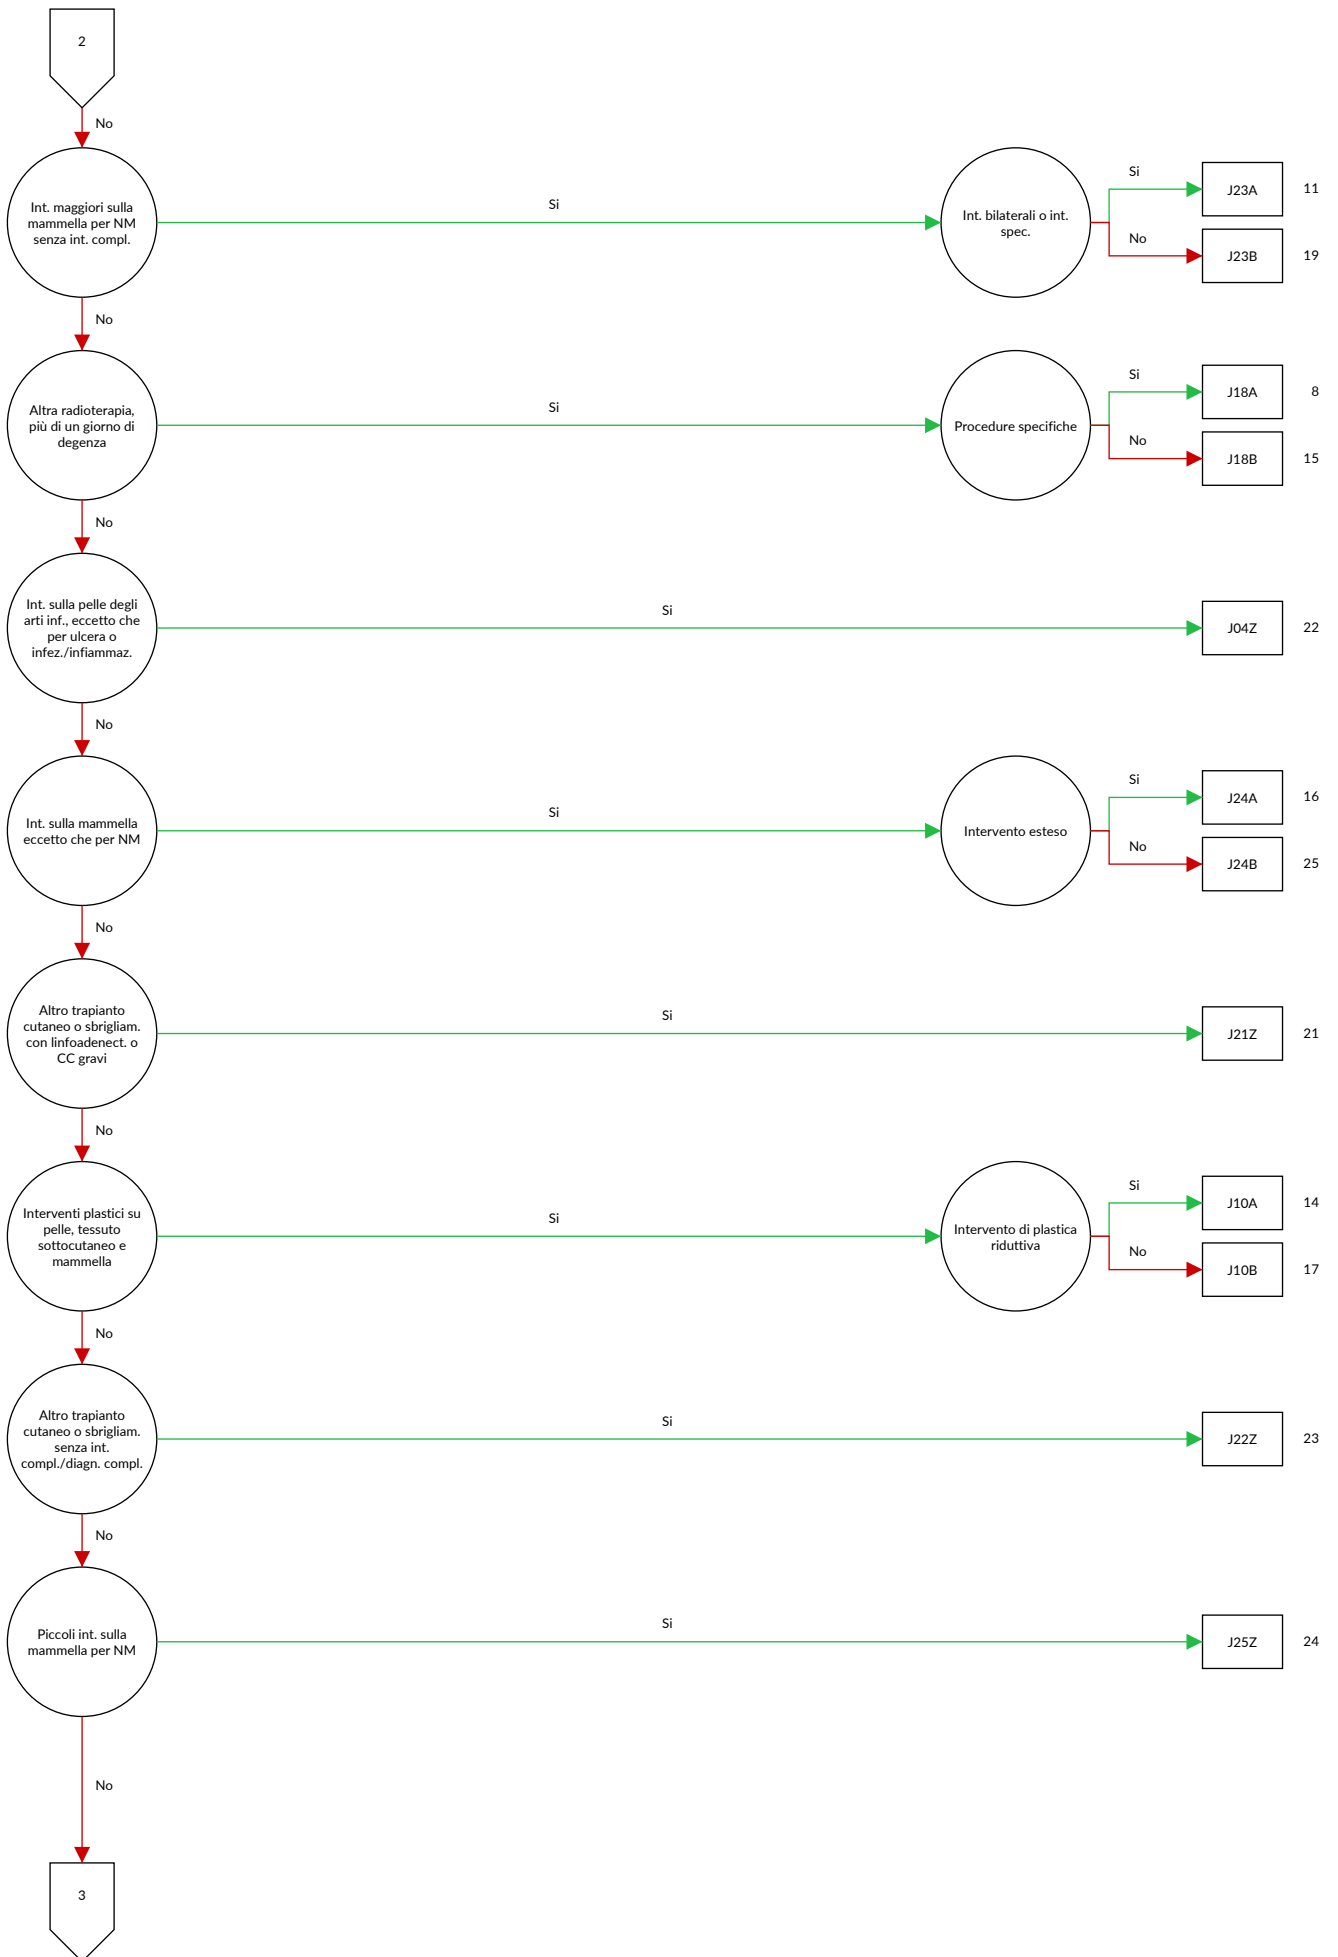 2
No
Int. maggiori sulla
mammella per NM
senza int. compl.
Si
Int. bilaterali o int.
spec.
Si
J23A
11
No
J23B
19
No
Altra radioterapia,
più di un giorno di
degenza
Si
Procedure specifiche
Si
J18A
8
No
J18B
15
No
Int. sulla pelle degli
arti inf., eccetto che
per ulcera o
infez./infiammaz.
Si
J04Z
22
No
Int. sulla mammella
eccetto che per NM
Si
Intervento esteso
Si
J24A
16
No
J24B
25
No
Altro trapianto
cutaneo o sbrigliam.
con linfoadenect. o
CC gravi
Si
J21Z
21
No
Interventi plastici su
pelle, tessuto
sottocutaneo e
mammella
Si
Intervento di plastica
riduttiva
Si
J10A
14
No
J10B
17
No
Altro trapianto
cutaneo o sbrigliam.
senza int.
compl./diagn. compl.
Si
J22Z
23
No
Piccoli int. sulla
mammella per NM
Si
J25Z
24
No
3